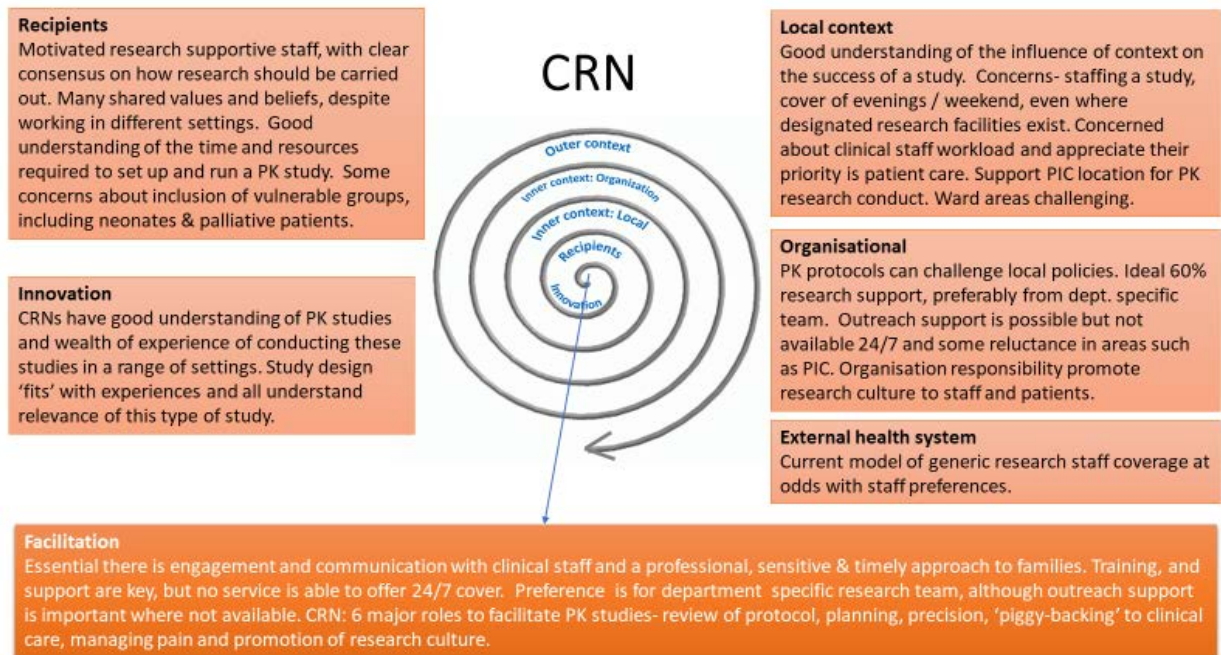 Recipients
Motivated research supportive staff, with clear
consensus on how research should be carried
out. Many shared values and beliefs, despite
working in different settings. Good
understanding of the time and resources
required to set up and run a PK study. Some
concerns about inclusion of vulnerable groups,
including neonates & palliative patients.
Innovation
CRNs have good understanding of PK studies
and wealth of experience of conducting these
studies in a range of settings. Study design
'fits' with experiences and all understand
relevance of this type of study.
CRN
Outer context
Inner context: Organization
Inner context: Local
Recipients
Innovation
Local context
Good understanding of the influence of context on
the success of a study. Concerns- staffing a study,
cover of evenings / weekend, even where
designated research facilities exist. Concerned
about clinical staff workload and appreciate their
priority is patient care. Support PIC location for PK
research conduct. Ward areas challenging.
Organisational
PK protocols can challenge local policies. Ideal 60%
research support, preferably from dept. specific
team. Outreach support is possible but not
available 24/7 and some reluctance in areas such
as PIC. Organisation responsibility promote
research culture to staff and patients.
External health system
Current model of generic research staff coverage at
odds with staff preferences.
Facilitation
Essential there is engagement and communication with clinical staff and a professional, sensitive & timely approach to families. Training, and
support are key, but no service is able to offer 24/7 cover. Preference is for department specific research team, although outreach support
is important where not available. CRN: 6 major roles to facilitate PK studies- review of protocol, planning, precision, 'piggy-backing' to clinical
care, managing pain and promotion of research culture.